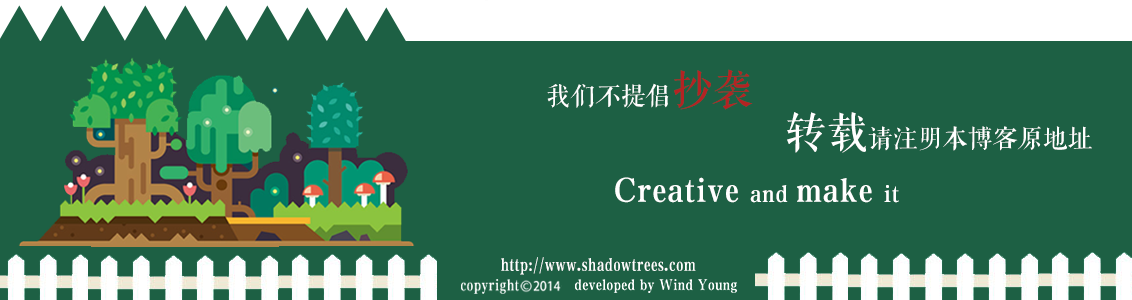 我们不提倡抄袭
转载请注明本博客原地址
Creative and make it
http://www.shadowtrees.com
copyright©2014 developed by Wind Young